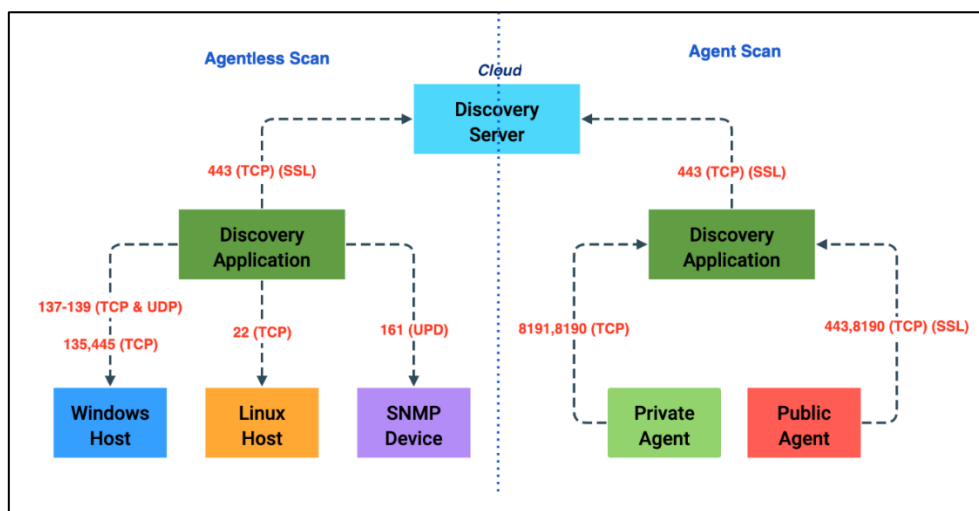 Agentless Scan
Agent Scan
Cloud
Discovery
Server
443 (TCP) (SSL)
443 (TCP) (SSL)
Discovery
Application
Discovery
Application
137-139 (TCP & UDP)
135,445 (TCP)
22 (TCP)
161 (UPD)
8191,8190 (TCP)
443,8190 (TCP) (SSL)
Windows
Host
Linux
Host
SNMP
Device
Private
Agent
Public
Agent